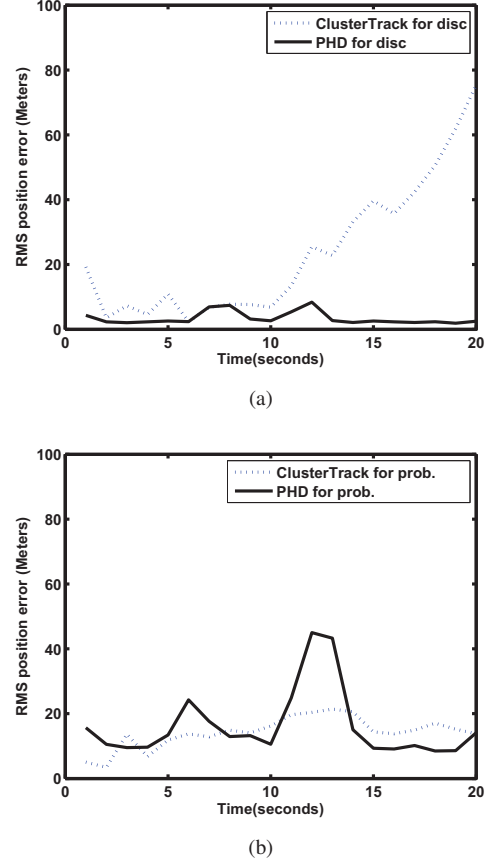 100
80
60
40
20
0
RMS position error (Meters)
ClusterTrack for disc
PHD for disc
0 5 10 15 20
Time(seconds)
(a)
100
80
60
40
20
0
RMS position error (Meters)
ClusterTrack for prob.
PHD for prob.
0 5 10 15 20
Time(seconds)
(b)